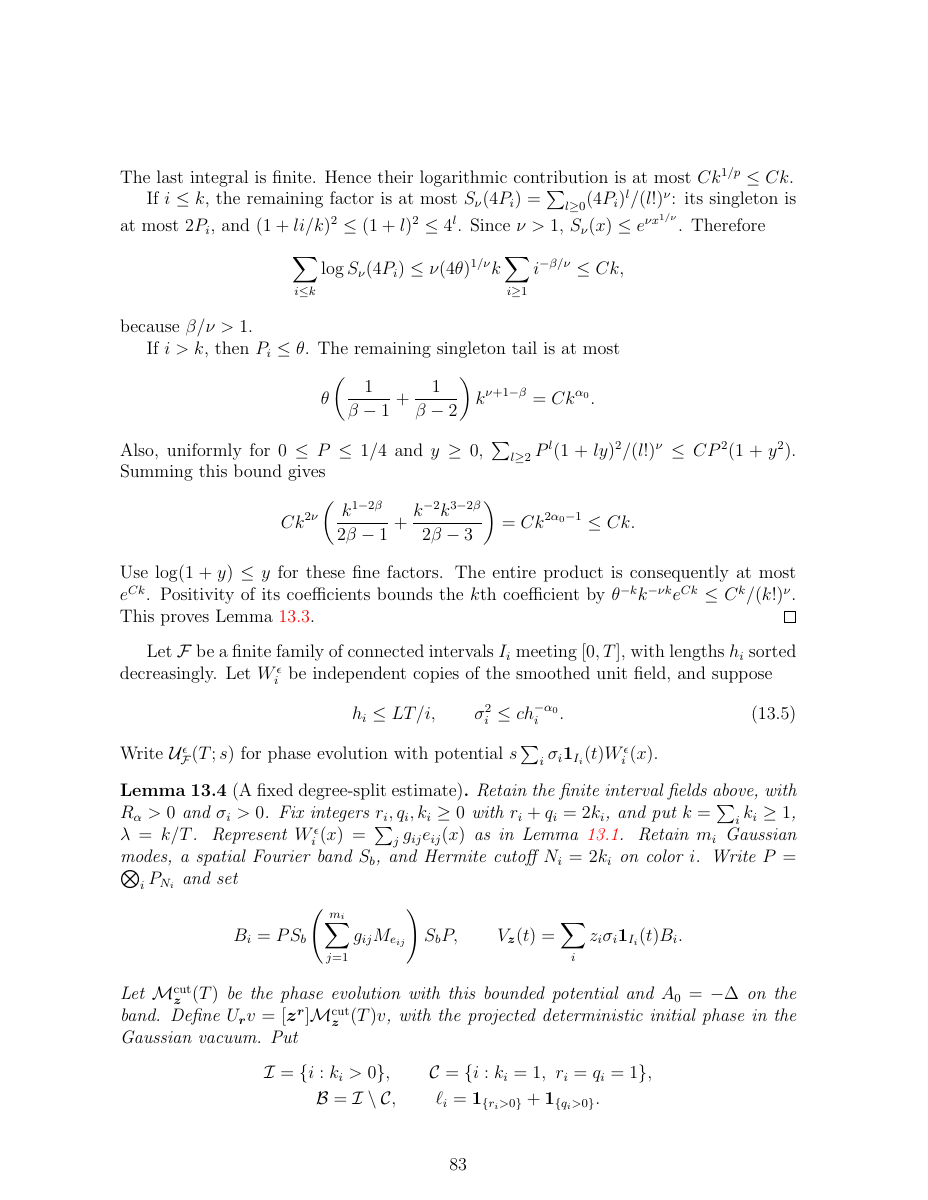 The last integral is finite. Hence their logarithmic contribution is at most Ck^{1/p} ≤ Ck.
If i ≤ k, the remaining factor is at most S_ν(4P_i) = ∑_{l≥0}(4P_i)^l/(l!)^ν: its singleton is
at most 2P_i, and (1 + li/k)^2 ≤ (1 + l)^2 ≤ 4^l. Since ν > 1, S_ν(x) ≤ e^{νx^{1/ν}}. Therefore
∑_{i≤k} log S_ν(4P_i) ≤ ν(4θ)^{1/ν}k ∑_{i≥1} i^{−β/ν} ≤ Ck,
because β/ν > 1.
If i > k, then P_i ≤ θ. The remaining singleton tail is at most
θ (1/(β − 1) + 1/(β − 2)) k^{ν+1−β} = Ck^{α_0}.
Also, uniformly for 0 ≤ P ≤ 1/4 and y ≥ 0, ∑_{l≥2} P^l(1 + ly)^2/(l!)^ν ≤ CP^2(1 + y^2).
Summing this bound gives
Ck^{2ν} (k^{1−2β}/(2β − 1) + k^{−2}k^{3−2β}/(2β − 3)) = Ck^{2α_0−1} ≤ Ck.
Use log(1 + y) ≤ y for these fine factors. The entire product is consequently at most
e^{Ck}. Positivity of its coefficients bounds the kth coefficient by θ^{−k}k^{−νk}e^{Ck} ≤ C^k/(k!)^ν.
This proves Lemma 13.3. □
Let ℱ be a finite family of connected intervals I_i meeting [0, T], with lengths h_i sorted
decreasingly. Let W_i^ϵ be independent copies of the smoothed unit field, and suppose
h_i ≤ LT/i, σ_i^2 ≤ ch_i^{−α_0}. (13.5)
Write 𝒰_ℱ^ϵ(T; s) for phase evolution with potential s ∑_i σ_i 𝟏_{I_i}(t)W_i^ϵ(x).
Lemma 13.4 (A fixed degree-split estimate). Retain the finite interval fields above, with
R_α > 0 and σ_i > 0. Fix integers r_i, q_i, k_i ≥ 0 with r_i + q_i = 2k_i, and put k = ∑_i k_i ≥ 1,
λ = k/T. Represent W_i^ϵ(x) = ∑_j g_{ij}e_{ij}(x) as in Lemma 13.1. Retain m_i Gaussian
modes, a spatial Fourier band S_b, and Hermite cutoff N_i = 2k_i on color i. Write P =
⨂_i P_{N_i} and set
B_i = PS_b (∑_{j=1}^{m_i} g_{ij}M_{e_{ij}}) S_bP, V_𝒛(t) = ∑_i z_iσ_i 𝟏_{I_i}(t)B_i.
Let ℳ_𝒛^{cut}(T) be the phase evolution with this bounded potential and A_0 = −Δ on the
band. Define U_𝒓v = [𝒛^𝒓]ℳ_𝒛^{cut}(T)v, with the projected deterministic initial phase in the
Gaussian vacuum. Put
ℐ = {i : k_i > 0}, 𝒞 = {i : k_i = 1, r_i = q_i = 1},
ℬ = ℐ \ 𝒞, ℓ_i = 𝟏_{{r_i>0}} + 𝟏_{{q_i>0}}.
83